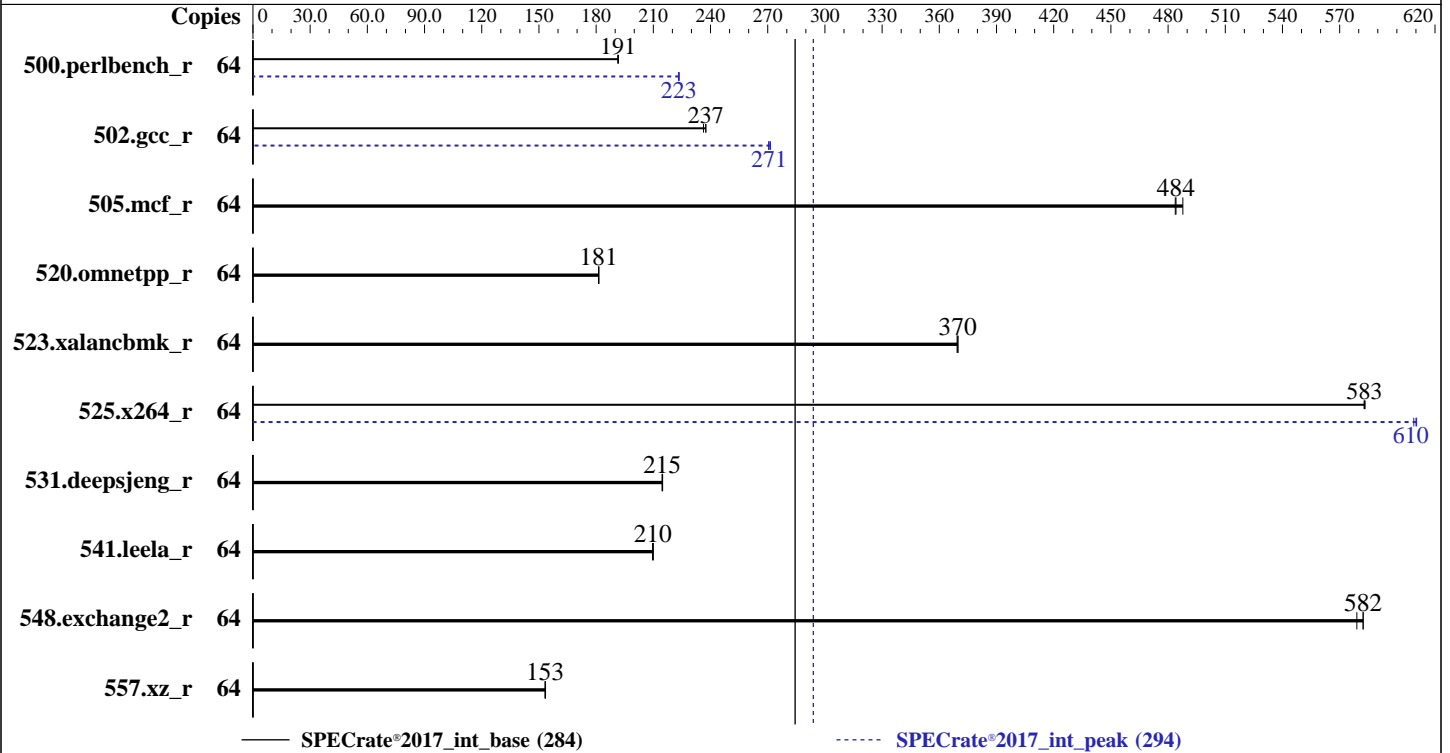 Copies 0 30.0 60.0 90.0 120 150 180 210 240 270 300 330 360 390 420 450 480 510 540 570 620
191
500.perlbench_r 64
223
237
502.gcc_r 64
271
484
505.mcf_r 64
181
520.omnetpp_r 64
370
523.xalancbmk_r 64
583
525.x264_r 64
610
215
531.deepsjeng_r 64
210
541.leela_r 64
582
548.exchange2_r 64
153
557.xz_r 64
SPECrate®2017_int_base (284) SPECrate®2017_int_peak (294)